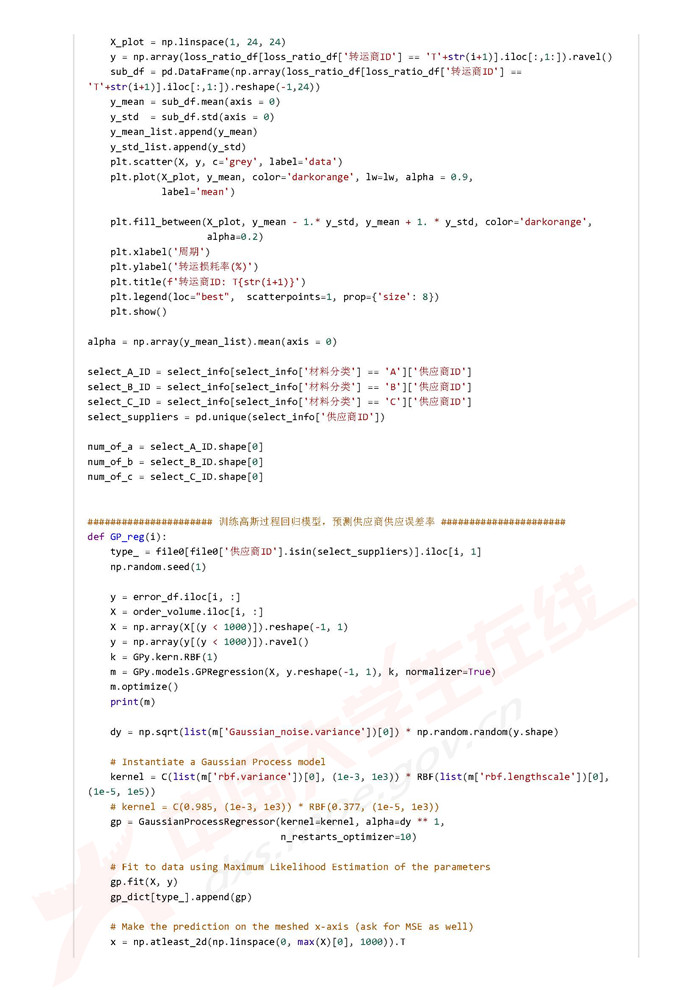 X_plot = np.linspace(1, 24, 24)
    y = np.array(loss_ratio_df[loss_ratio_df['转运商ID'] == 'T'+str(i+1)].iloc[:,1:]).ravel()
    sub_df = pd.DataFrame(np.array(loss_ratio_df[loss_ratio_df['转运商ID'] ==
'T'+str(i+1)].iloc[:,1:]).reshape(-1,24))
    y_mean = sub_df.mean(axis = 0)
    y_std  = sub_df.std(axis = 0)
    y_mean_list.append(y_mean)
    y_std_list.append(y_std)
    plt.scatter(X, y, c='grey', label='data')
    plt.plot(X_plot, y_mean, color='darkorange', lw=lw, alpha = 0.9,
             label='mean')

    plt.fill_between(X_plot, y_mean - 1.* y_std, y_mean + 1. * y_std, color='darkorange',
                     alpha=0.2)
    plt.xlabel('周期')
    plt.ylabel('转运损耗率(%)')
    plt.title(f'转运商ID: T{str(i+1)}')
    plt.legend(loc="best",  scatterpoints=1, prop={'size': 8})
    plt.show()

alpha = np.array(y_mean_list).mean(axis = 0)

select_A_ID = select_info[select_info['材料分类'] == 'A']['供应商ID']
select_B_ID = select_info[select_info['材料分类'] == 'B']['供应商ID']
select_C_ID = select_info[select_info['材料分类'] == 'C']['供应商ID']
select_suppliers = pd.unique(select_info['供应商ID'])

num_of_a = select_A_ID.shape[0]
num_of_b = select_B_ID.shape[0]
num_of_c = select_C_ID.shape[0]

###################### 训练高斯过程回归模型，预测供应商供应误差率 ######################
def GP_reg(i):
    type_ = file0[file0['供应商ID'].isin(select_suppliers)].iloc[i, 1]
    np.random.seed(1)

    y = error_df.iloc[i, :]
    X = order_volume.iloc[i, :]
    X = np.array(X[(y < 1000)]).reshape(-1, 1)
    y = np.array(y[(y < 1000)]).ravel()
    k = GPy.kern.RBF(1)
    m = GPy.models.GPRegression(X, y.reshape(-1, 1), k, normalizer=True)
    m.optimize()
    print(m)

    dy = np.sqrt(list(m['Gaussian_noise.variance'])[0]) * np.random.random(y.shape)

    # Instantiate a Gaussian Process model
    kernel = C(list(m['rbf.variance'])[0], (1e-3, 1e3)) * RBF(list(m['rbf.lengthscale'])[0],
(1e-5, 1e5))
    # kernel = C(0.985, (1e-3, 1e3)) * RBF(0.377, (1e-5, 1e3))
    gp = GaussianProcessRegressor(kernel=kernel, alpha=dy ** 1,
                                  n_restarts_optimizer=10)

    # Fit to data using Maximum Likelihood Estimation of the parameters
    gp.fit(X, y)
    gp_dict[type_].append(gp)

    # Make the prediction on the meshed x-axis (ask for MSE as well)
    x = np.atleast_2d(np.linspace(0, max(X)[0], 1000)).T
中国大学生在线